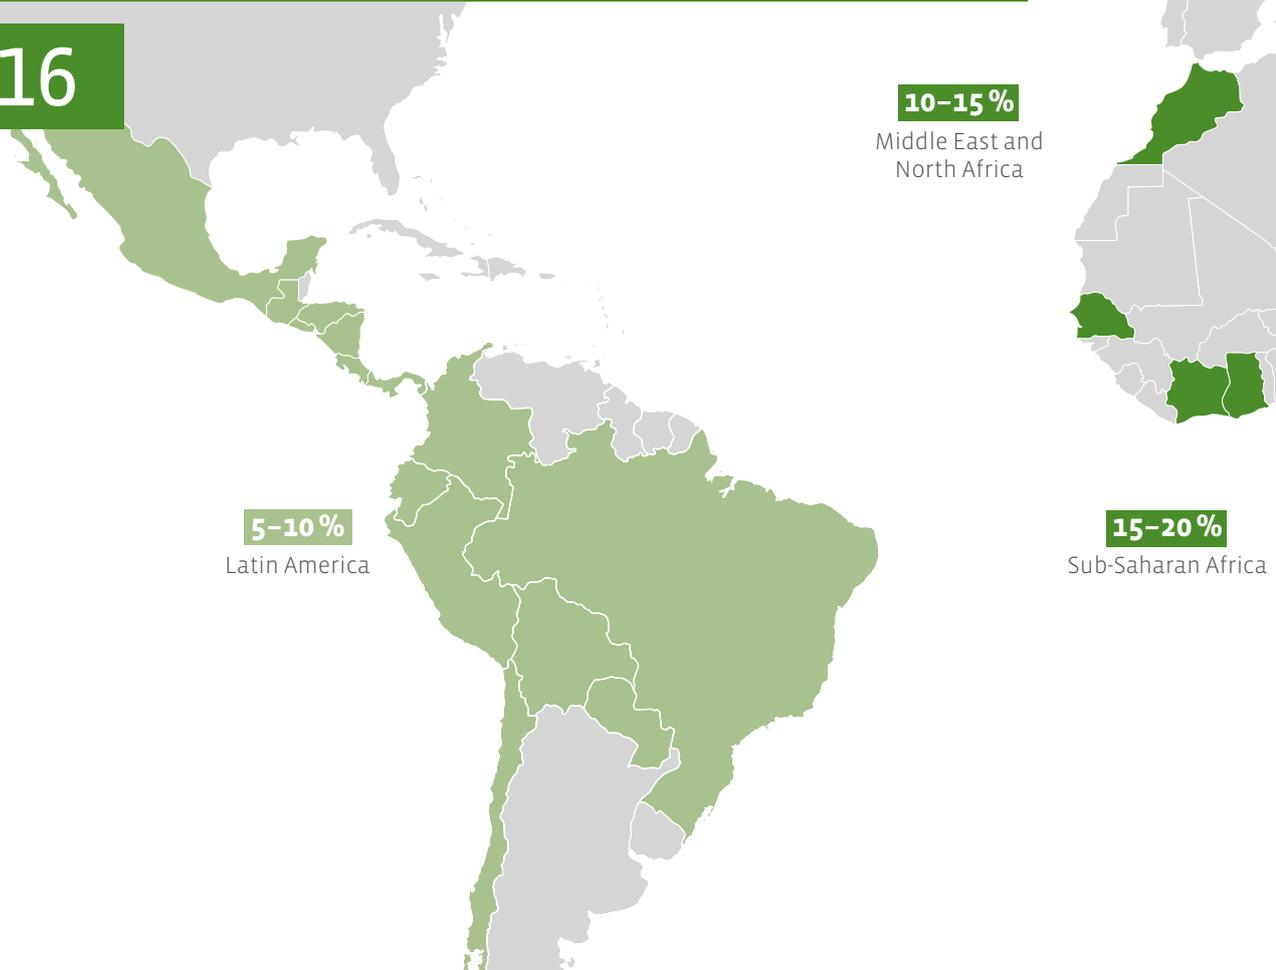 16
10–15 %
Middle East and
North Africa
5–10 %
Latin America
15–20 %
Sub-Saharan Africa